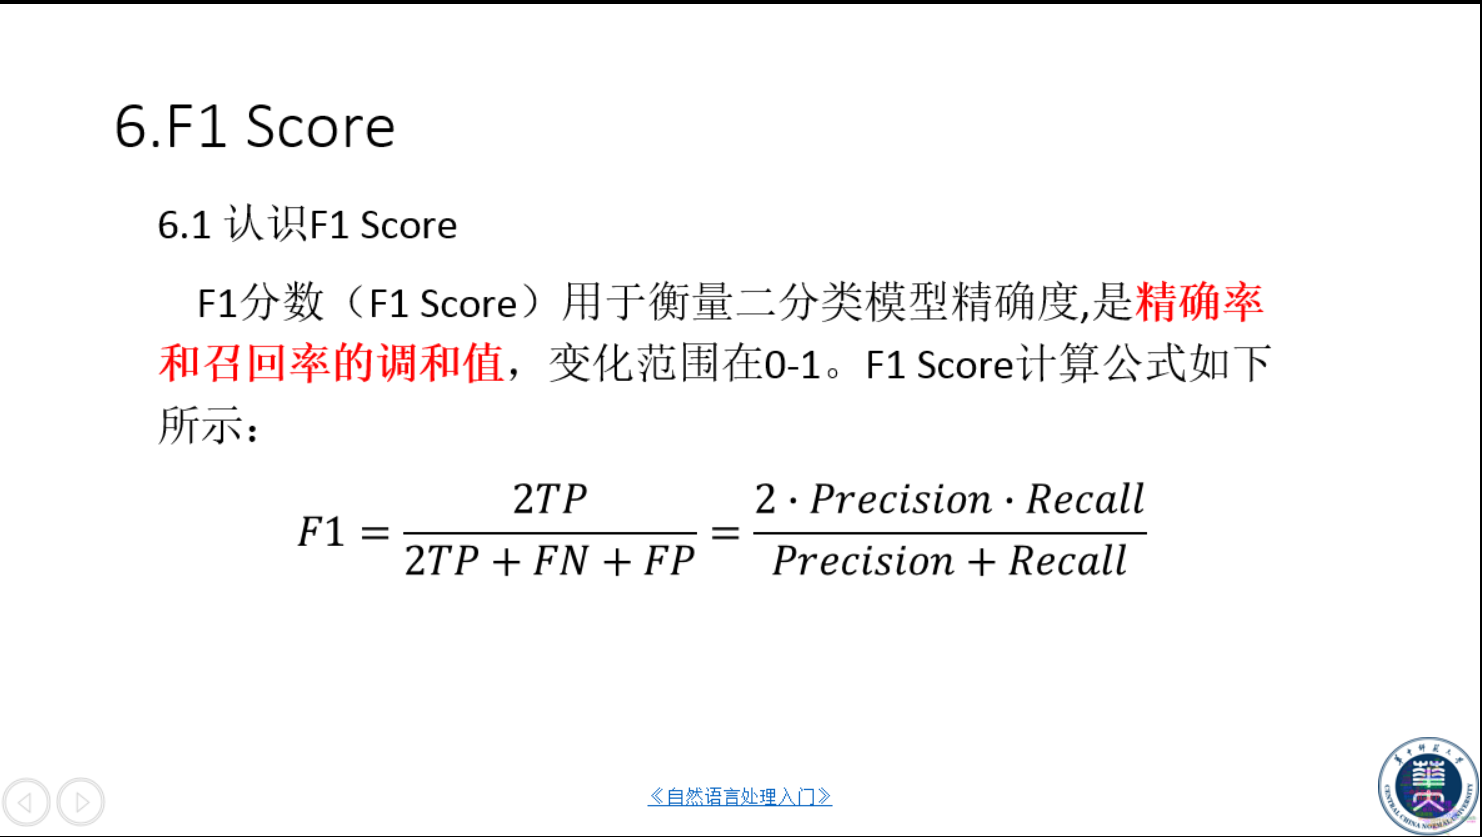 6.F1 Score
6.1 认识F1 Score
F1分数（F1 Score）用于衡量二分类模型精确度,是精确率
和召回率的调和值，变化范围在0-1。F1 Score计算公式如下
所示：
F1 = 2TP / (2TP + FN + FP) = 2 · Precision · Recall / (Precision + Recall)
《自然语言处理入门》
华中师范大学
CENTRAL CHINA NORMAL UNIVERSITY